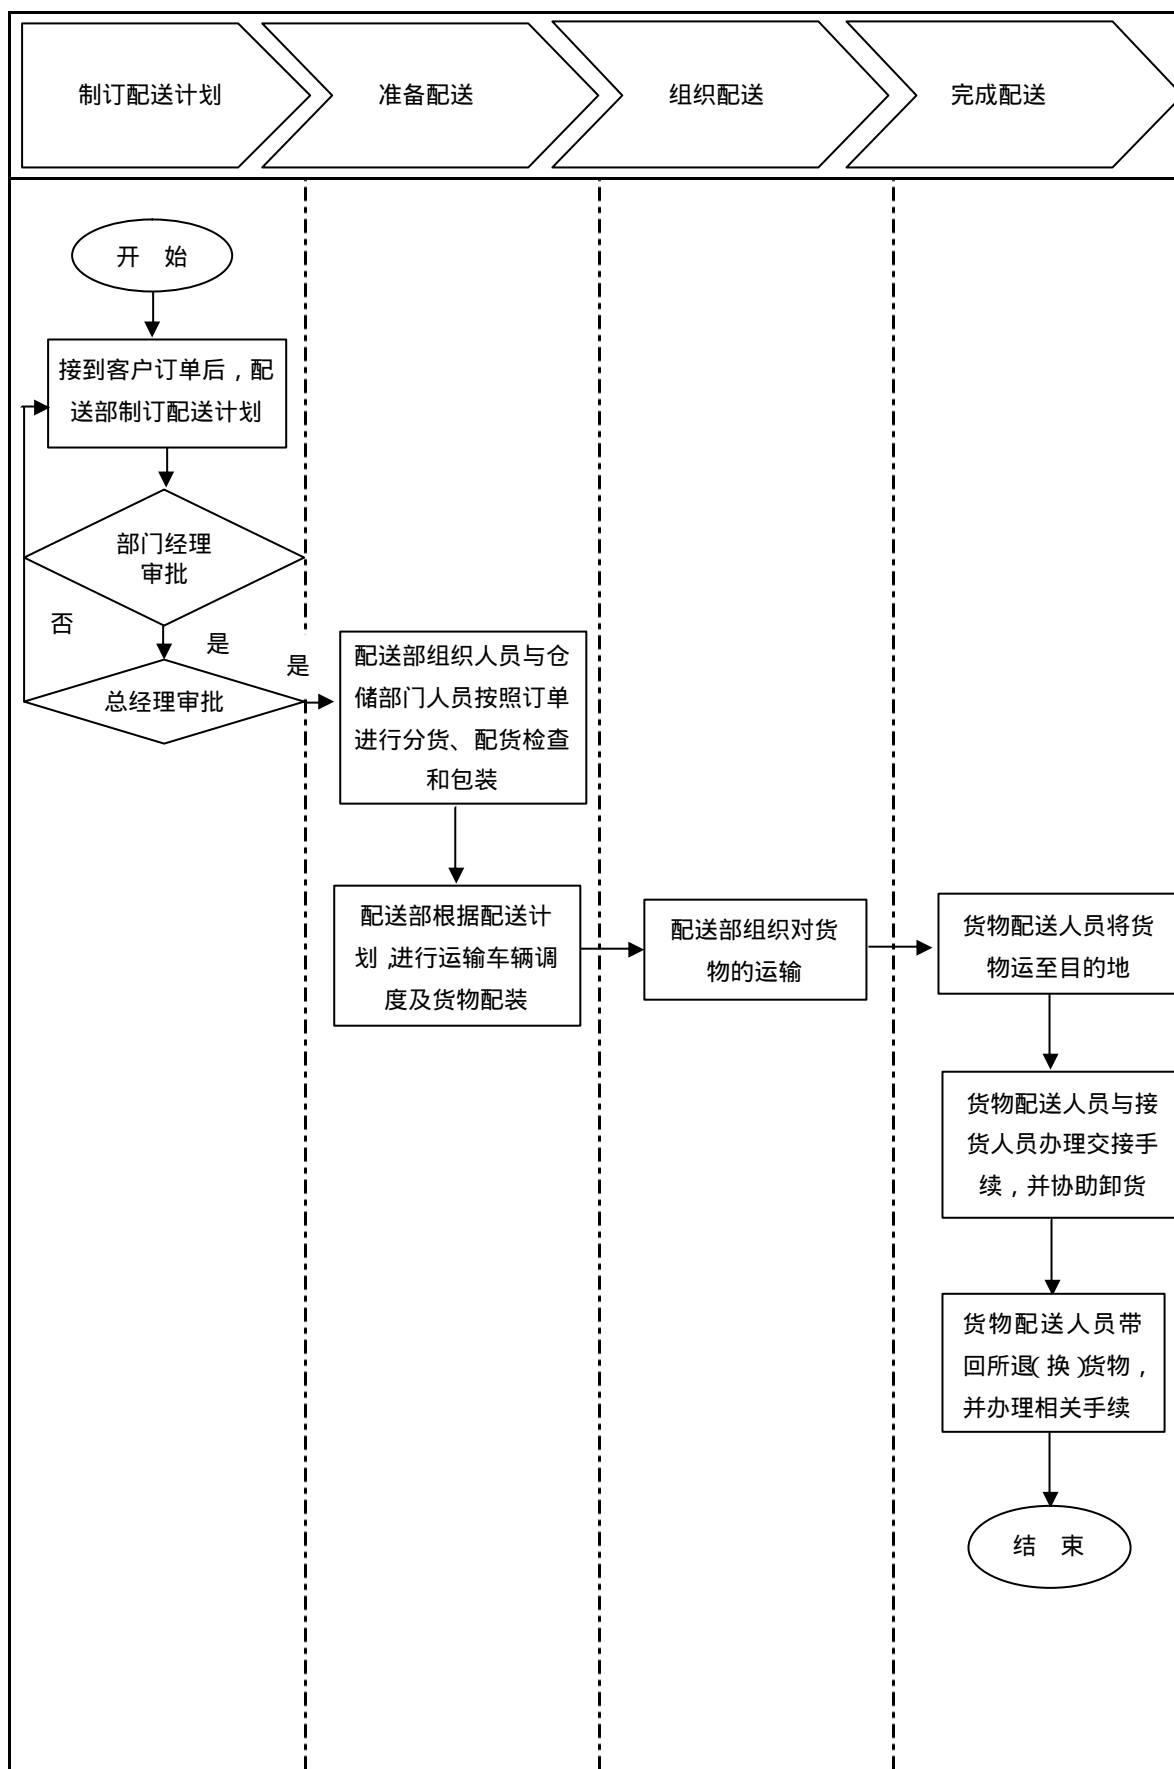 制订配送计划
准备配送
组织配送
完成配送
开 始
接到客户订单后，配
送部制订配送计划
部门经理
审批
否
是
总经理审批
是
配送部组织人员与仓
储部门人员按照订单
进行分货、配货检查
和包装
配送部根据配送计
划,进行运输车辆调
度及货物配装
配送部组织对货
物的运输
货物配送人员将货
物运至目的地
货物配送人员与接
货人员办理交接手
续，并协助卸货
货物配送人员带
回所退(换)货物，
并办理相关手续
结 束